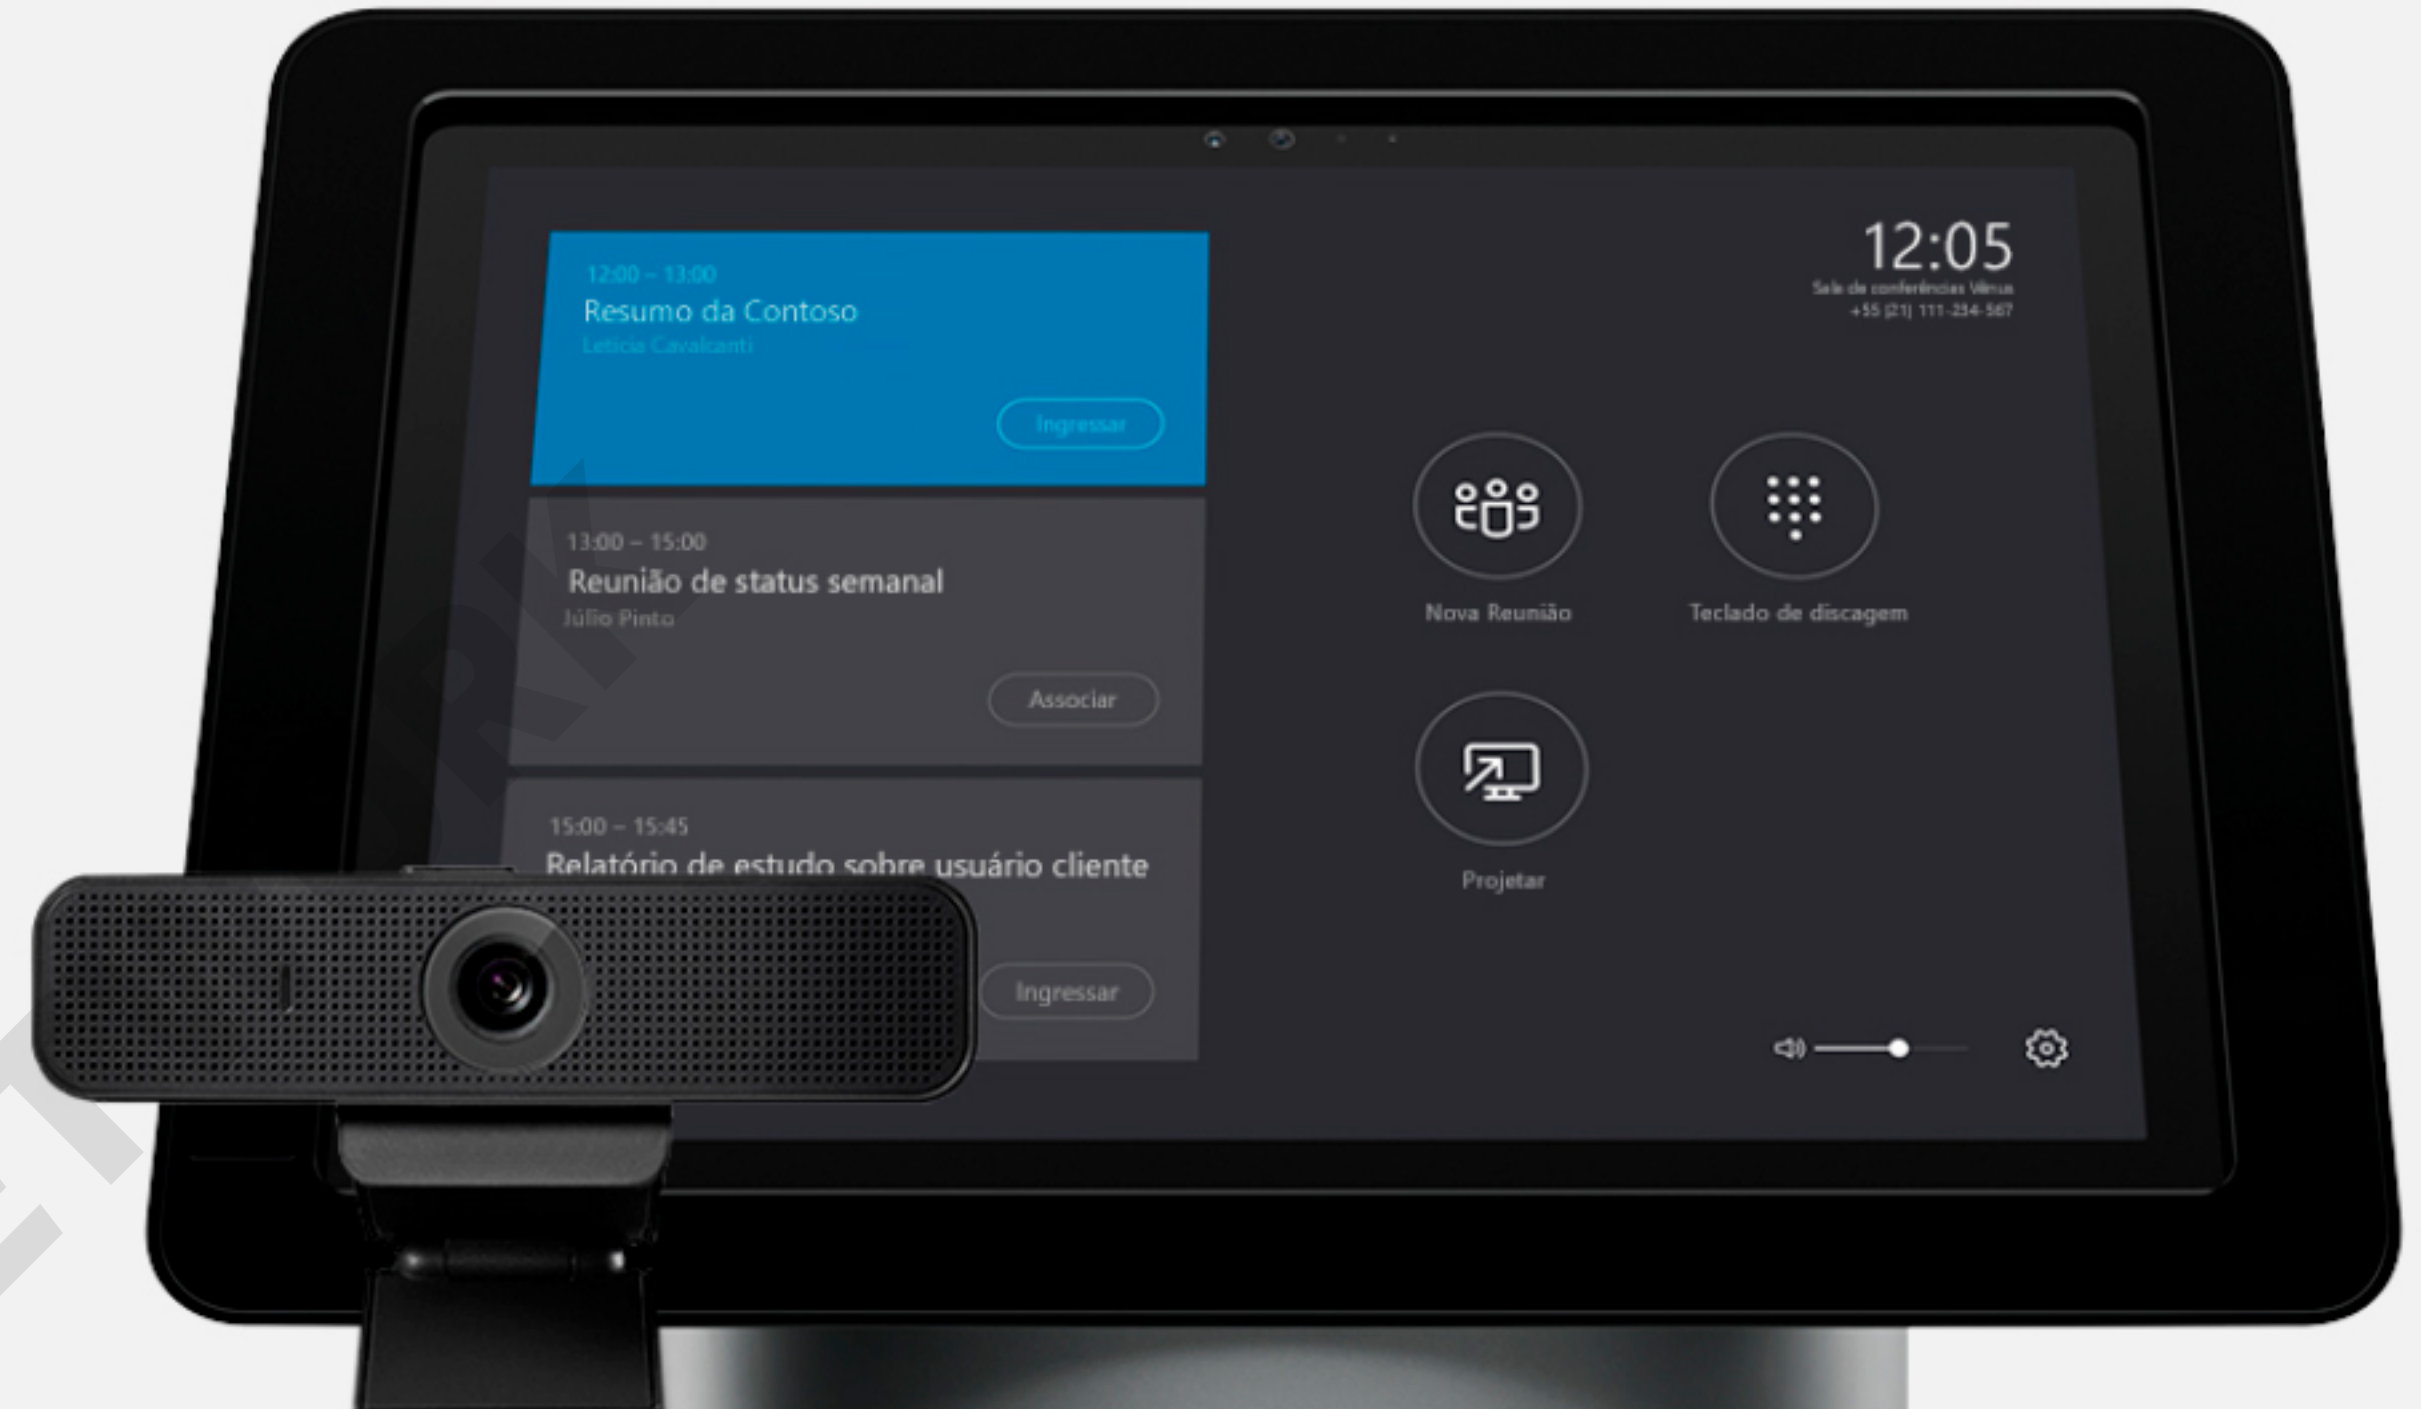 12:00 – 13:00
Resumo da Contoso
Letícia Cavalcanti
Ingressar
13:00 – 15:00
Reunião de status semanal
Júlio Pinto
Associar
15:00 – 15:45
Relatório de estudo sobre usuário cliente
Ingressar
12:05
Sala de conferências Vênus
+55 (21) 111-234-567
Nova Reunião
Teclado de discagem
Projetar